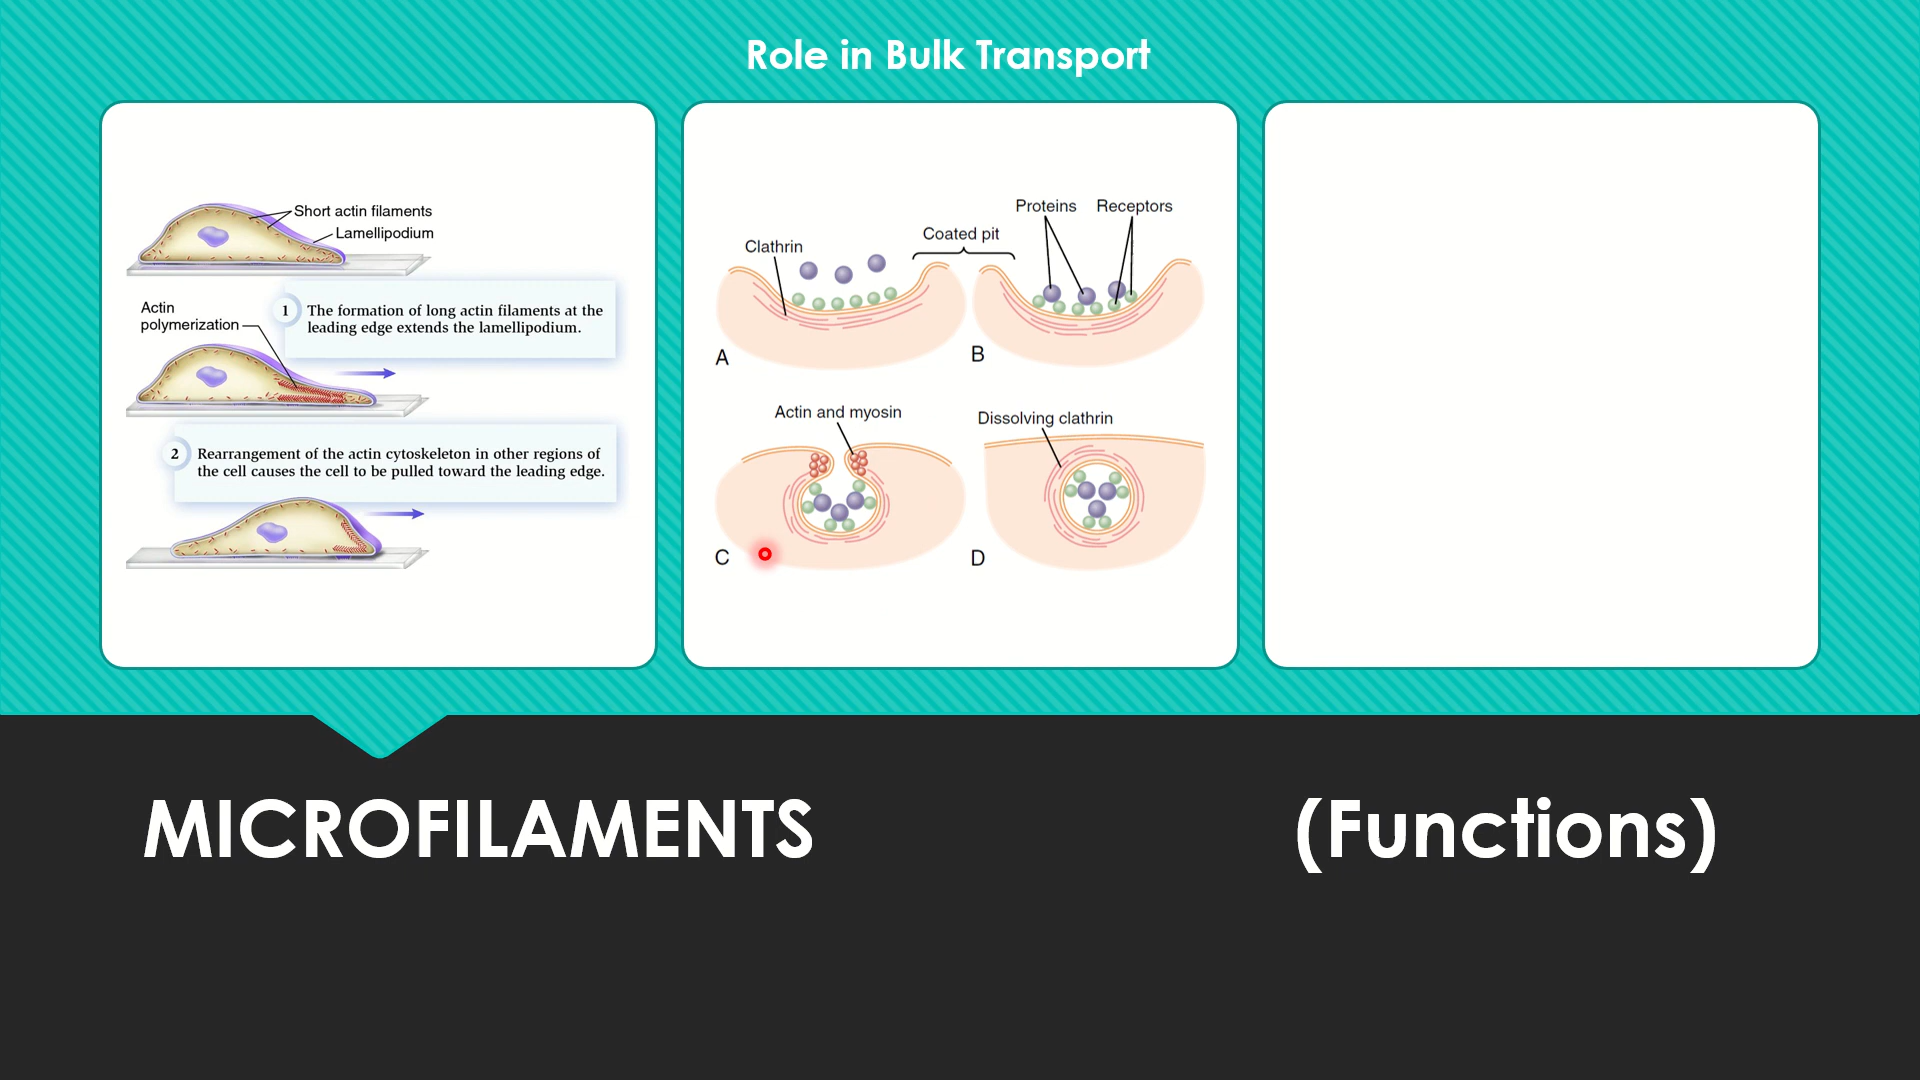 Role in Bulk Transport
Short actin filaments
Lamellipodium
Actin
polymerization
1 The formation of long actin filaments at the
leading edge extends the lamellipodium.
2 Rearrangement of the actin cytoskeleton in other regions of
the cell causes the cell to be pulled toward the leading edge.
Proteins Receptors
Coated pit
Clathrin
A
B
Actin and myosin
Dissolving clathrin
C
D
MICROFILAMENTS (Functions)